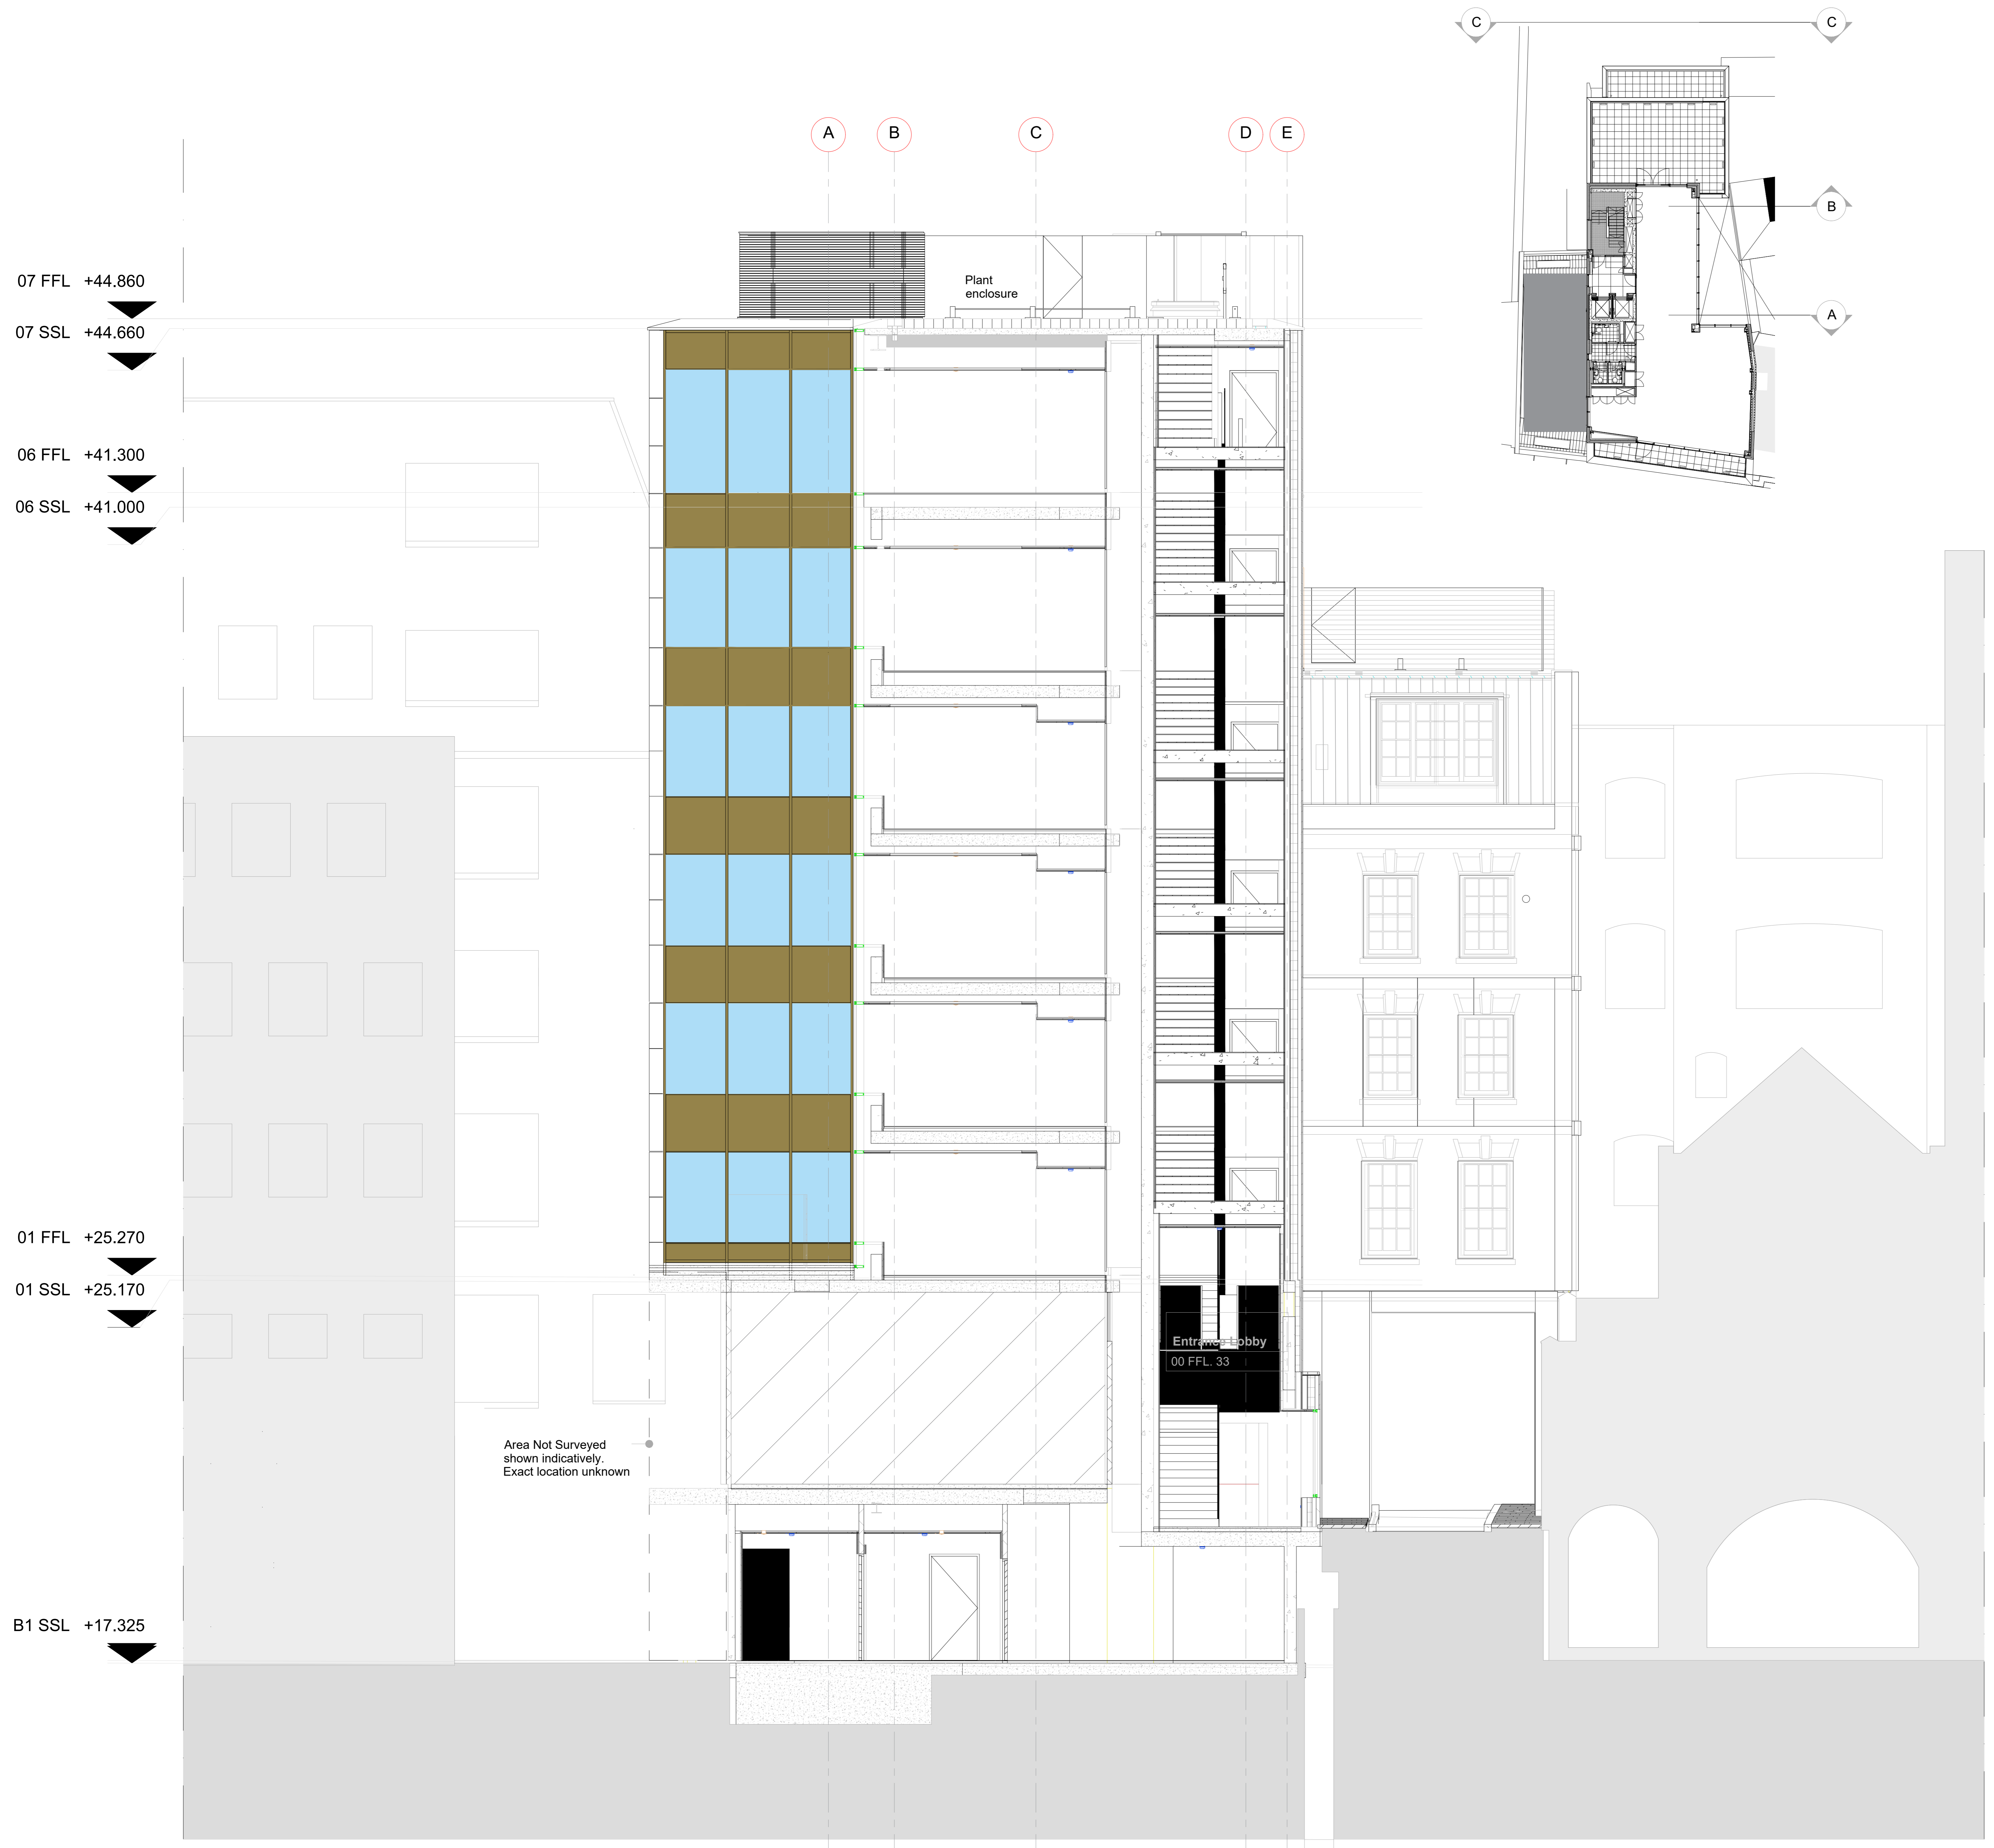 C
C
A
B
C
D
E
B
A
07 FFL +44.860
07 SSL +44.660
06 FFL +41.300
06 SSL +41.000
01 FFL +25.270
01 SSL +25.170
B1 SSL +17.325
Plant
enclosure
Entrance Lobby
00 FFL. 33
Area Not Surveyed
shown indicatively.
Exact location unknown